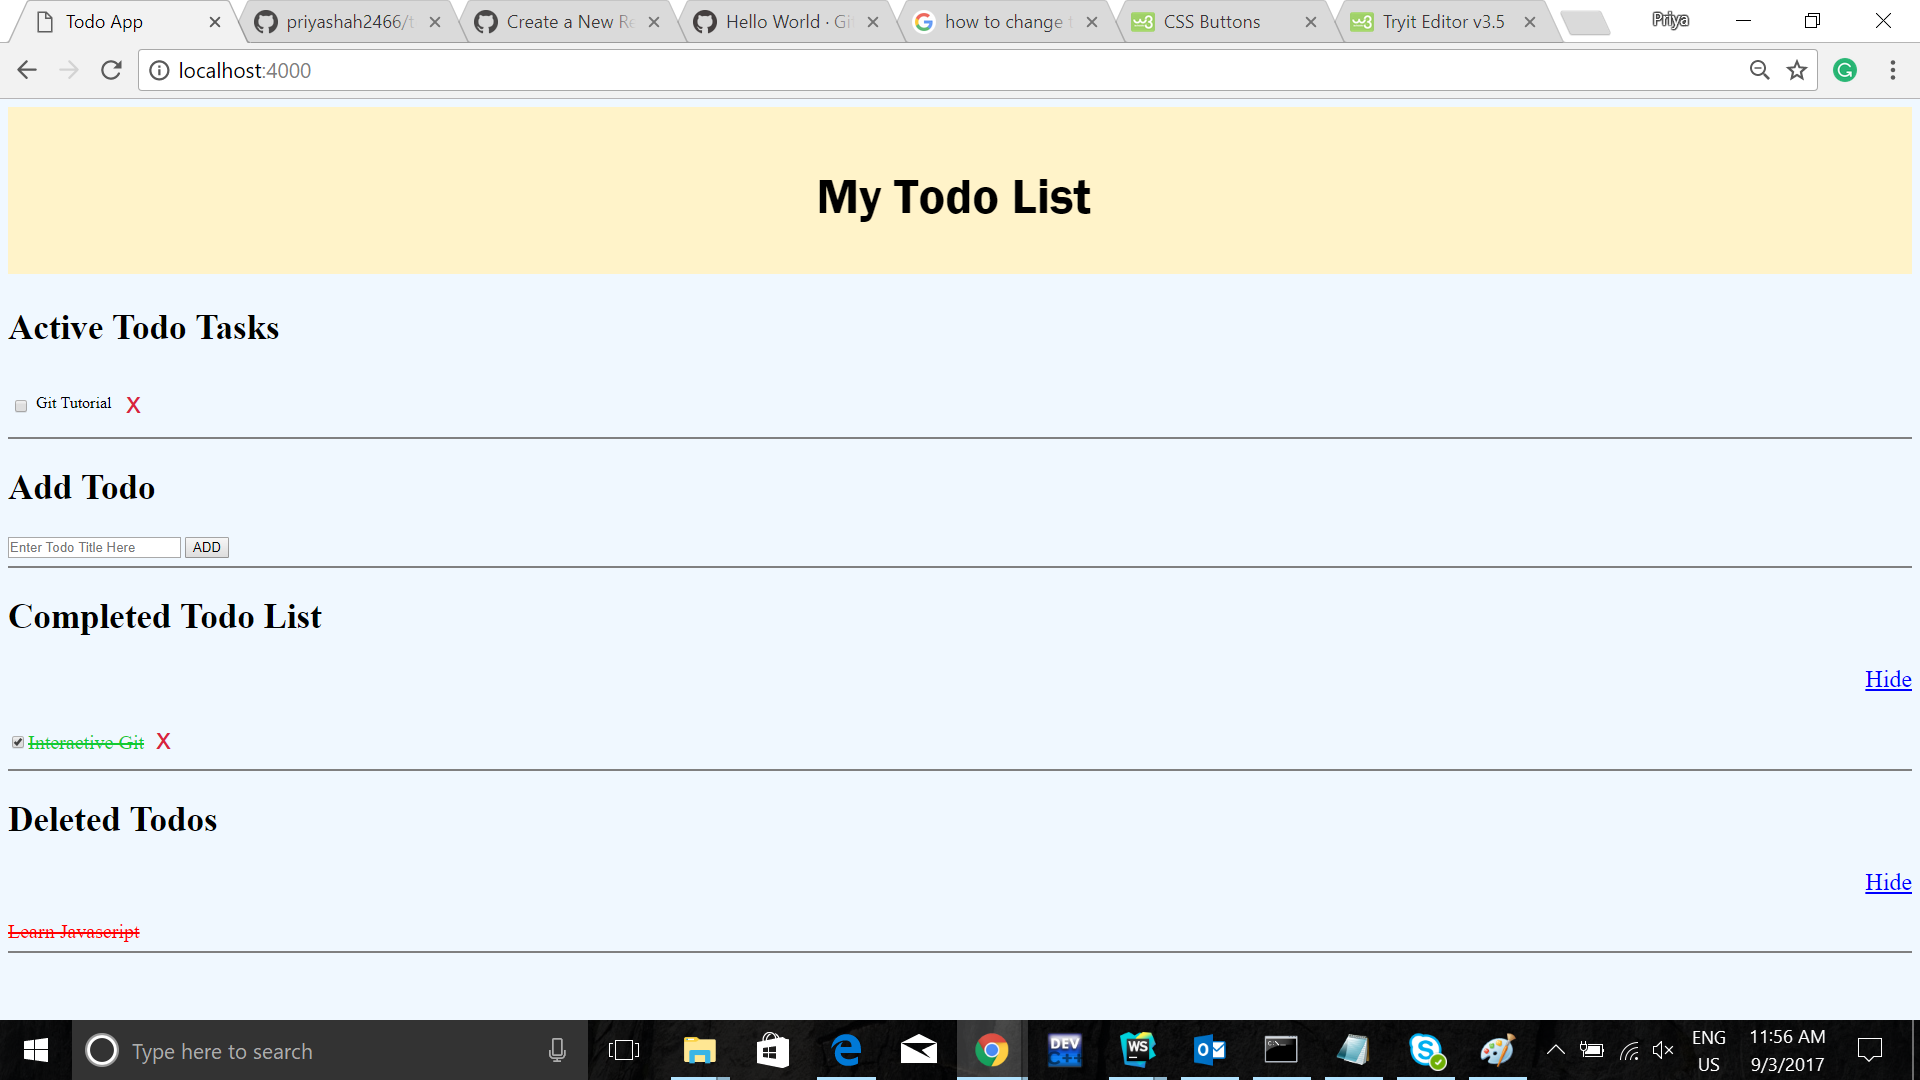 Todo App
priyashah2466/t
Create a New Re
Hello World · Gi
how to change t
CSS Buttons
Tryit Editor v3.5
Priya
localhost:4000
My Todo List
Active Todo Tasks
Git Tutorial X
Add Todo
Enter Todo Title Here ADD
Completed Todo List
Hide
Interactive Git X
Deleted Todos
Hide
Learn Javascript
Type here to search
DEV
C++
WS
ENG
US
11:56 AM
9/3/2017